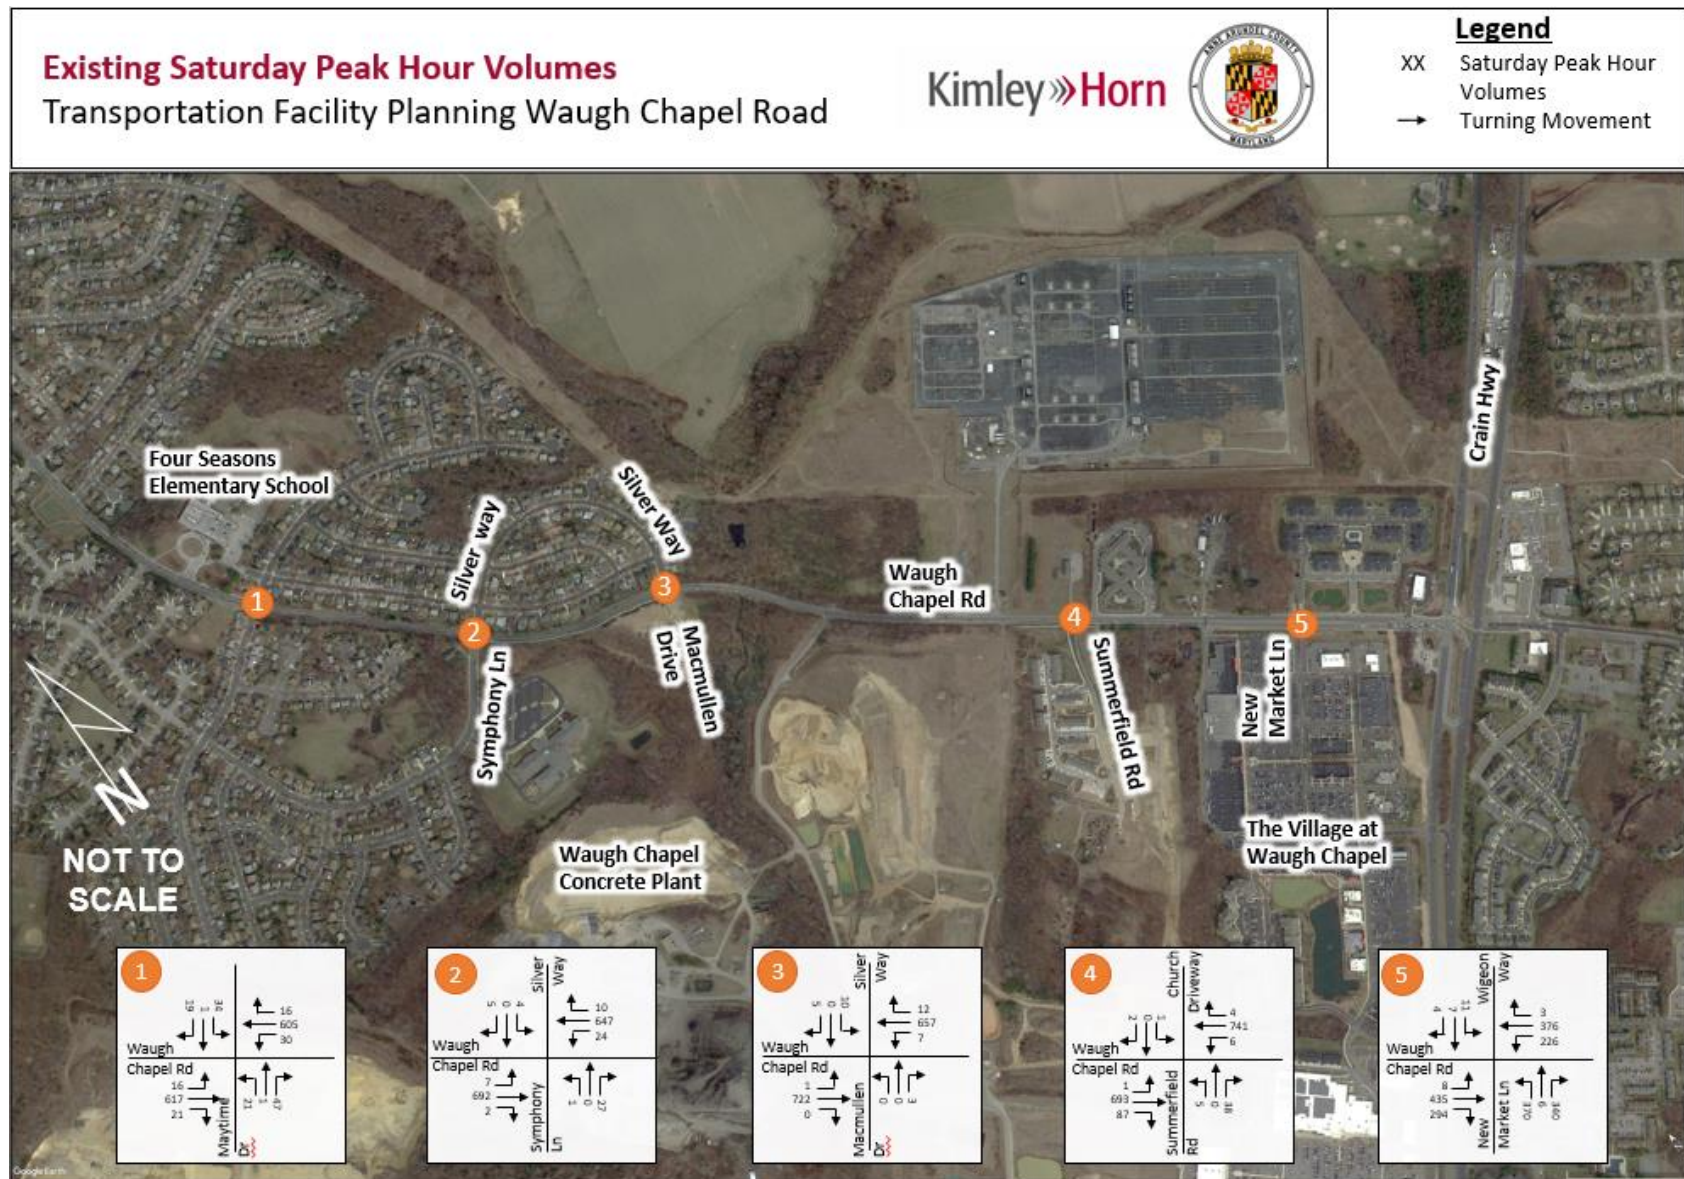 Existing Saturday Peak Hour Volumes
Transportation Facility Planning Waugh Chapel Road
Kimley»Horn
ANNE ARUNDEL COUNTY
MARYLAND
Legend
XX Saturday Peak Hour
Volumes
Turning Movement
Four Seasons
Elementary School
Silver way
Silver Way
Waugh
Chapel Rd
Crain Hwy
1
2
3
4
5
Symphony Ln
Macmullen
Drive
Summerfield Rd
New
Market Ln
N
NOT TO
SCALE
Waugh Chapel
Concrete Plant
The Village at
Waugh Chapel
1
19 1 34
16
605
30
Waugh
Chapel Rd
16
617
21
Maytime
Dr
21 1 47
2
Silver
Way
5 0 4
10
647
24
Waugh
Chapel Rd
7
692
2
Symphony
Ln
1 0 27
3
Silver
Way
5 0 10
12
657
7
Waugh
Chapel Rd
1
722
0
Macmullen
Dr
0 0 3
4
Church
Driveway
2 0 1
4
741
6
Waugh
Chapel Rd
1
693
87
Summerfield
Rd
5 0 38
5
Wigeon
Way
4 7 11
3
376
226
Waugh
Chapel Rd
8
435
294
New
Market Ln
370 6 340
Google Earth